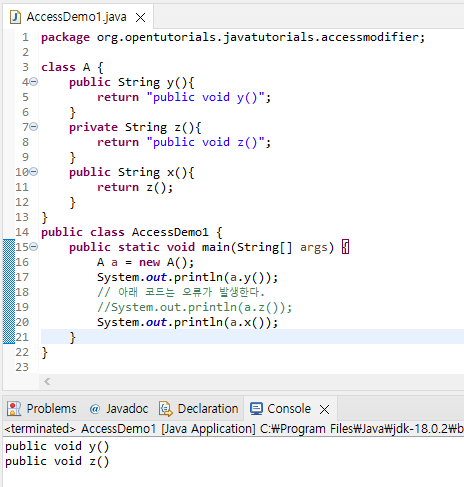 AccessDemo1.java
1 package org.opentutorials.javatutorials.accessmodifier;
2
3 class A {
4 public String y(){
5 return "public void y()";
6 }
7 private String z(){
8 return "public void z()";
9 }
10 public String x(){
11 return z();
12 }
13 }
14 public class AccessDemo1 {
15 public static void main(String[] args) {
16 A a = new A();
17 System.out.println(a.y());
18 // 아래 코드는 오류가 발생한다.
19 //System.out.println(a.z());
20 System.out.println(a.x());
21 }
22 }
23
Problems @ Javadoc Declaration Console
<terminated> AccessDemo1 [Java Application] C:₩Program Files₩Java₩jdk-18.0.2₩b
public void y()
public void z()